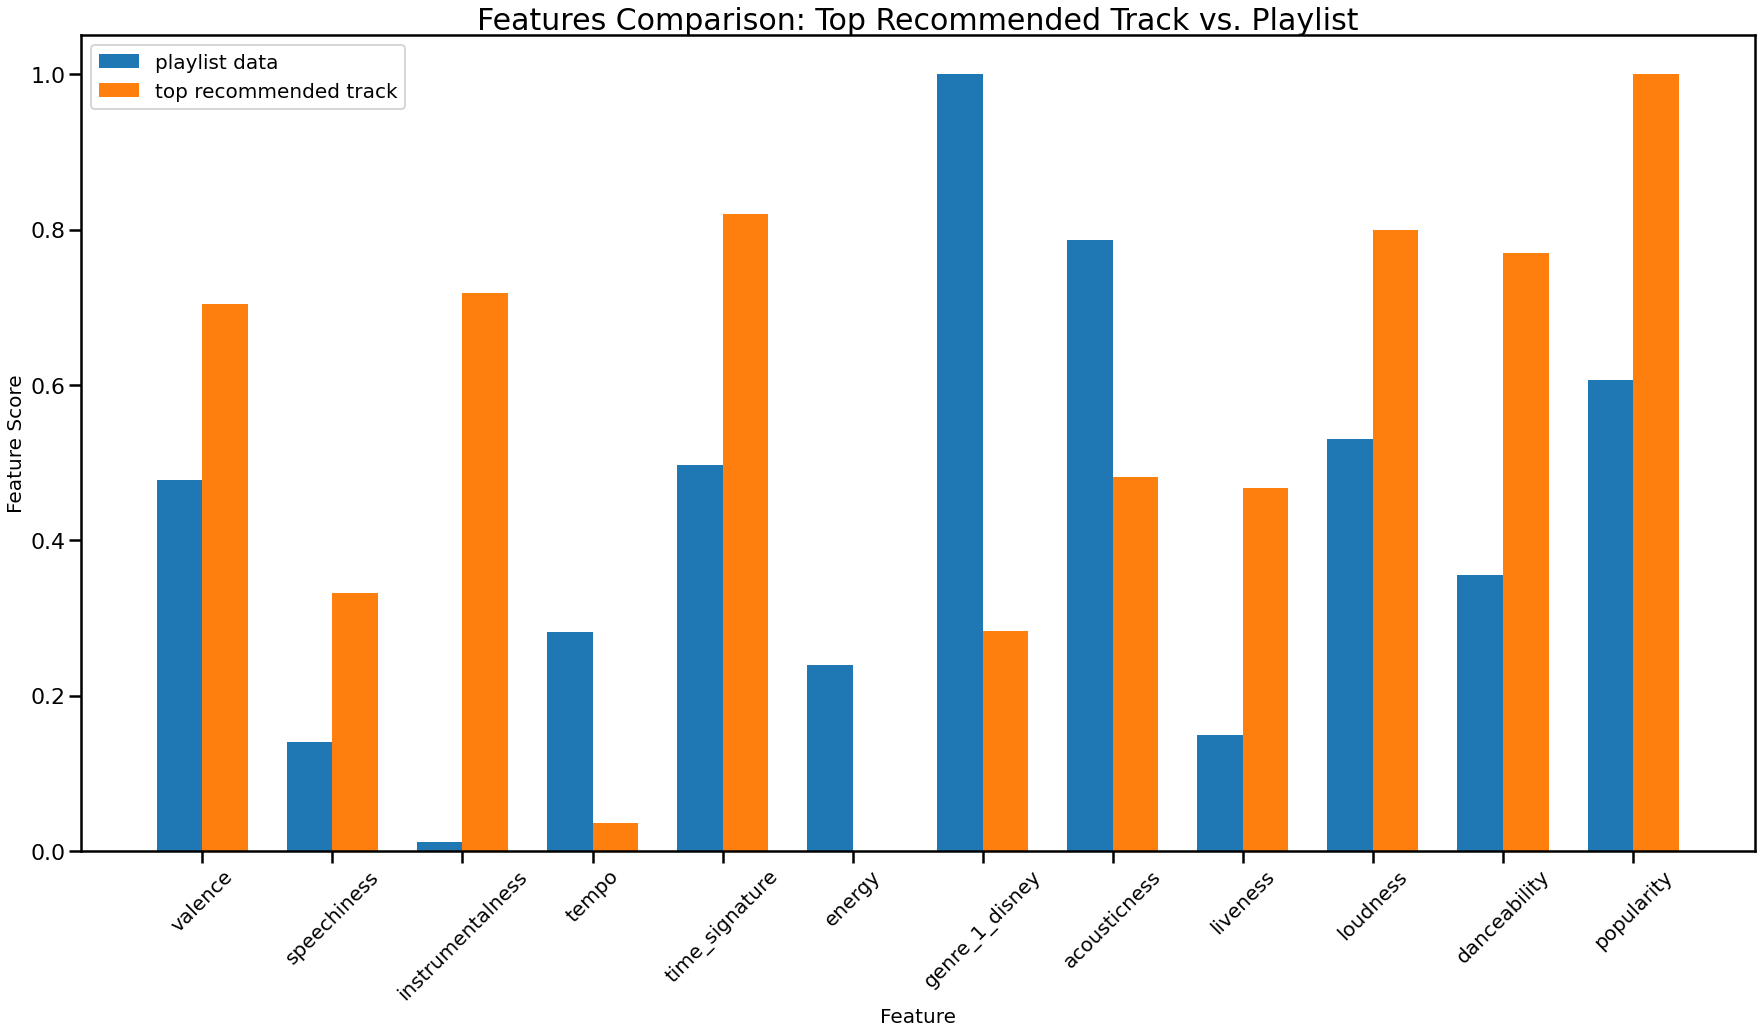 Features Comparison: Top Recommended Track vs. Playlist
playlist data
top recommended track
1.0
0.8
0.6
0.4
0.2
0.0
Feature Score
valence
speechiness
instrumentalness
tempo
time_signature
energy
genre_1_disney
acousticness
liveness
loudness
danceability
popularity
Feature